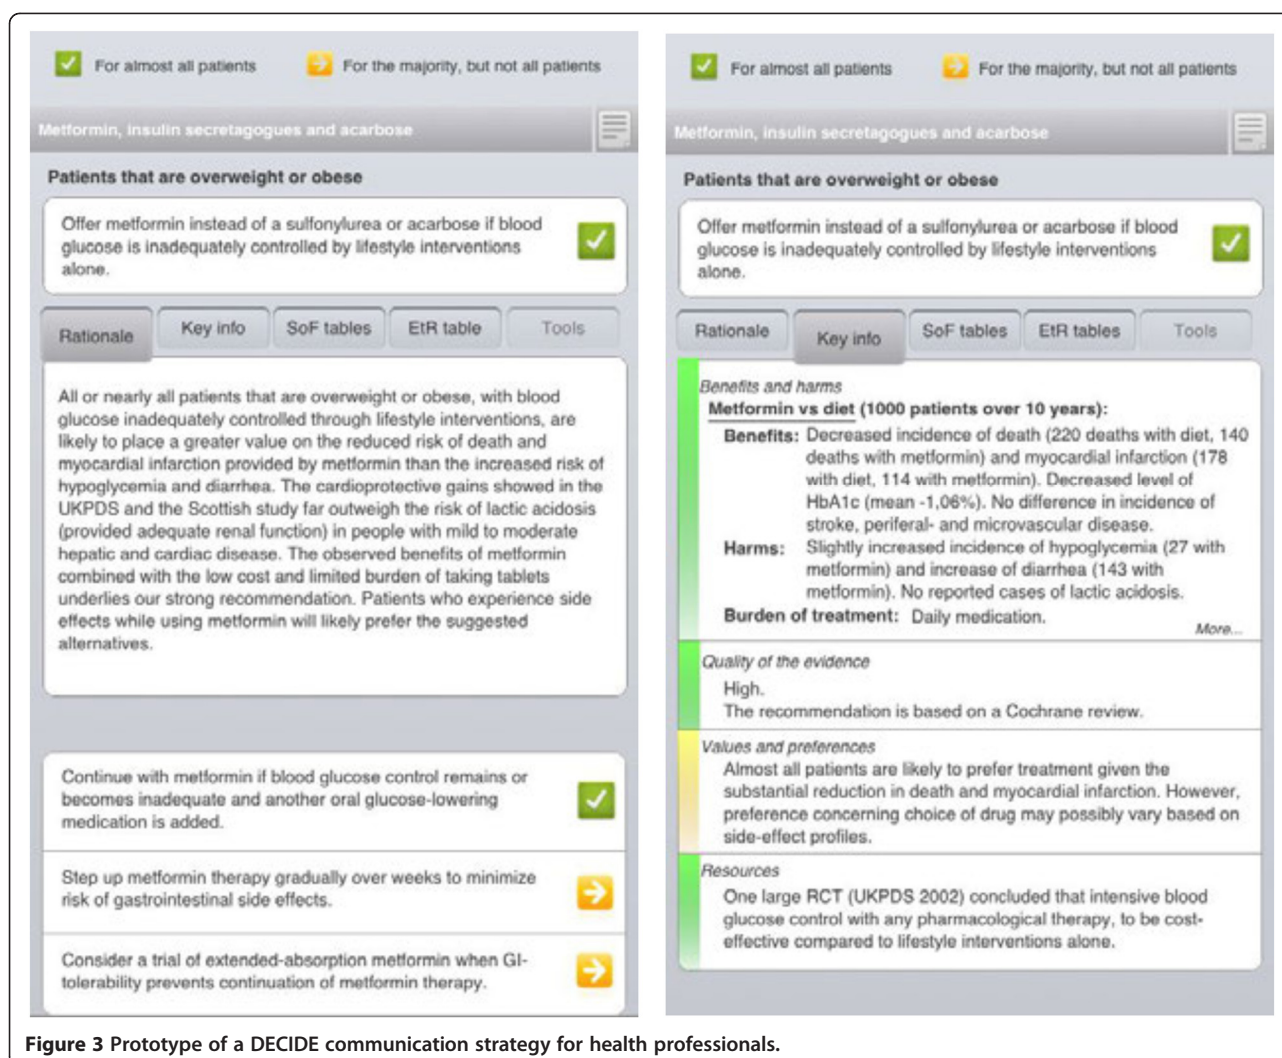 For almost all patients
For the majority, but not all patients
Metformin, insulin secretagogues and acarbose
Patients that are overweight or obese
Offer metformin instead of a sulfonylurea or acarbose if blood
glucose is inadequately controlled by lifestyle interventions
alone.
Rationale
Key info
SoF tables
EtR table
Tools
All or nearly all patients that are overweight or obese, with blood
glucose inadequately controlled through lifestyle interventions, are
likely to place a greater value on the reduced risk of death and
myocardial infarction provided by metformin than the increased risk of
hypoglycemia and diarrhea. The cardioprotective gains showed in the
UKPDS and the Scottish study far outweigh the risk of lactic acidosis
(provided adequate renal function) in people with mild to moderate
hepatic and cardiac disease. The observed benefits of metformin
combined with the low cost and limited burden of taking tablets
underlies our strong recommendation. Patients who experience side
effects while using metformin will likely prefer the suggested
alternatives.
Continue with metformin if blood glucose control remains or
becomes inadequate and another oral glucose-lowering
medication is added.
Step up metformin therapy gradually over weeks to minimize
risk of gastrointestinal side effects.
Consider a trial of extended-absorption metformin when GI-
tolerability prevents continuation of metformin therapy.
For almost all patients
For the majority, but not all patients
Metformin, insulin secretagogues and acarbose
Patients that are overweight or obese
Offer metformin instead of a sulfonylurea or acarbose if blood
glucose is inadequately controlled by lifestyle interventions
alone.
Rationale
Key info
SoF tables
EtR tables
Tools
Benefits and harms
Metformin vs diet (1000 patients over 10 years):
Benefits: Decreased incidence of death (220 deaths with diet, 140
deaths with metformin) and myocardial infarction (178
with diet, 114 with metformin). Decreased level of
HbA1c (mean -1,06%). No difference in incidence of
stroke, periferal- and microvascular disease.
Harms: Slightly increased incidence of hypoglycemia (27 with
metformin) and increase of diarrhea (143 with
metformin). No reported cases of lactic acidosis.
Burden of treatment: Daily medication.
More...
Quality of the evidence
High.
The recommendation is based on a Cochrane review.
Values and preferences
Almost all patients are likely to prefer treatment given the
substantial reduction in death and myocardial infarction. However,
preference concerning choice of drug may possibly vary based on
side-effect profiles.
Resources
One large RCT (UKPDS 2002) concluded that intensive blood
glucose control with any pharmacological therapy, to be cost-
effective compared to lifestyle interventions alone.
Figure 3 Prototype of a DECIDE communication strategy for health professionals.